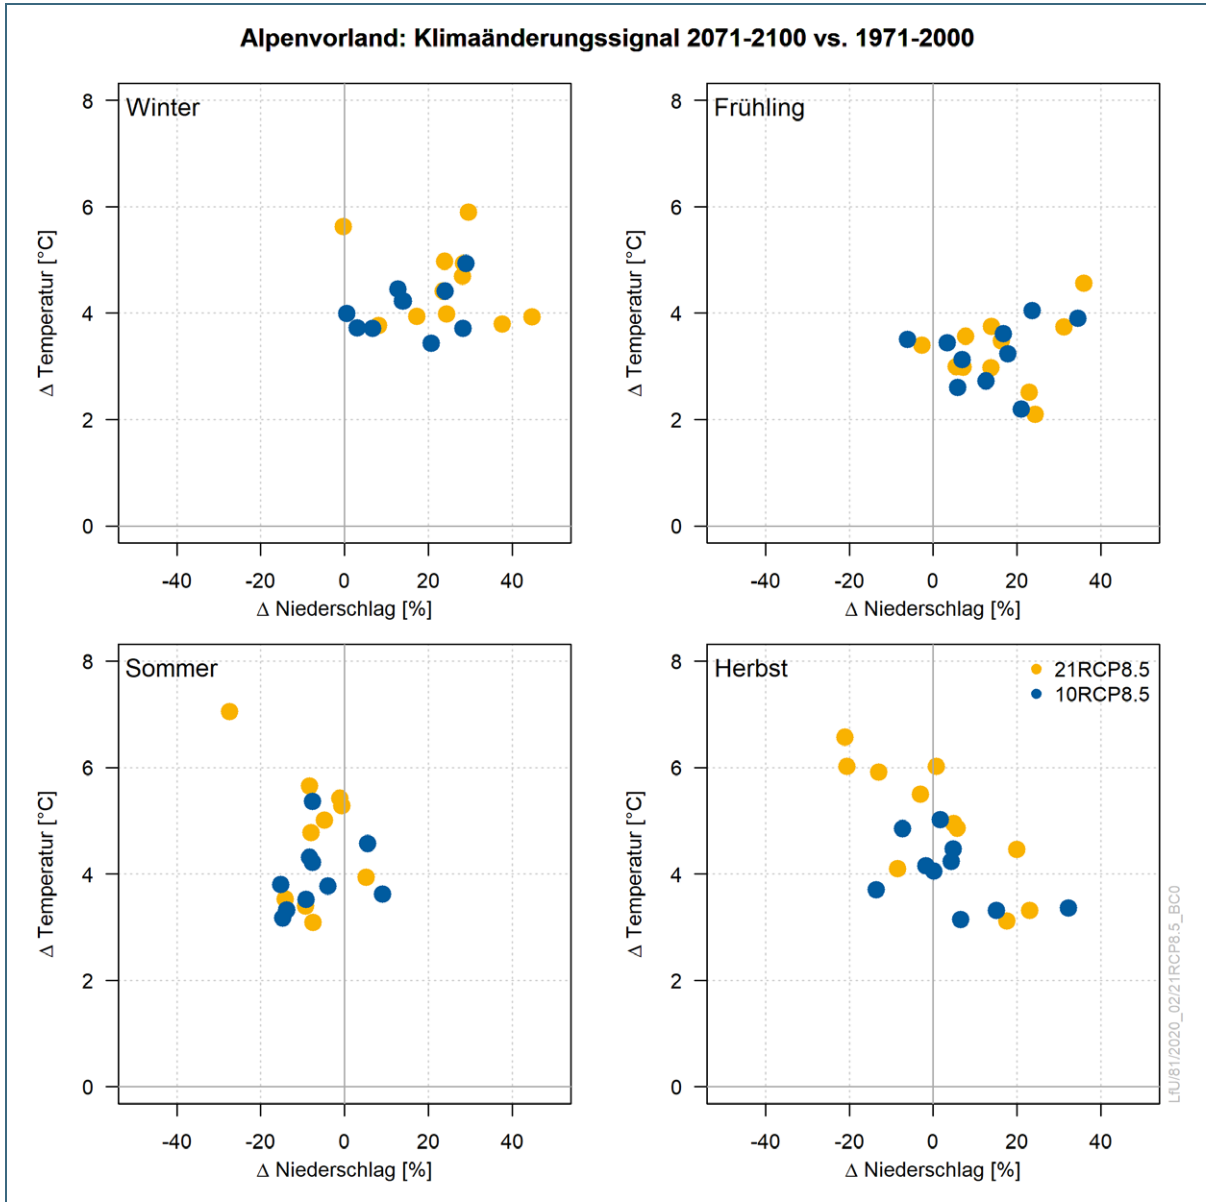 Alpenvorland: Klimaänderungssignal 2071-2100 vs. 1971-2000
Winter
8
6
4
2
0
Δ Temperatur [°C]
-40 -20 0 20 40
Δ Niederschlag [%]
Frühling
8
6
4
2
0
Δ Temperatur [°C]
-40 -20 0 20 40
Δ Niederschlag [%]
Sommer
8
6
4
2
0
Δ Temperatur [°C]
-40 -20 0 20 40
Δ Niederschlag [%]
Herbst
21RCP8.5
10RCP8.5
8
6
4
2
0
Δ Temperatur [°C]
-40 -20 0 20 40
Δ Niederschlag [%]
LfU/81/2020_02/21RCP8.5_BC0